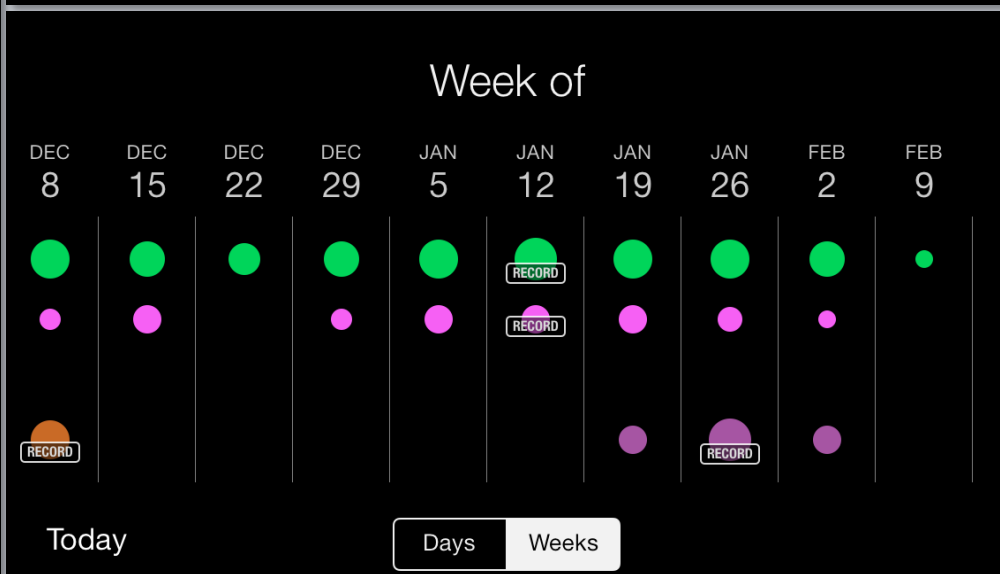 Week of
DEC DEC DEC DEC JAN JAN JAN JAN FEB FEB
8 15 22 29 5 12 19 26 2 9
RECORD
RECORD
RECORD RECORD
Today Days Weeks